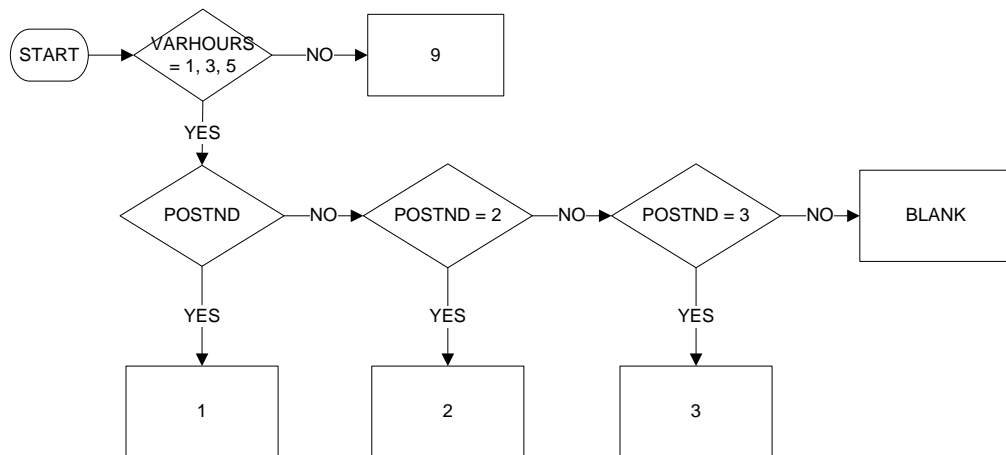 START
VARHOURS
= 1, 3, 5
NO
9
YES
POSTND
NO
POSTND = 2
NO
POSTND = 3
NO
BLANK
YES
YES
YES
1
2
3